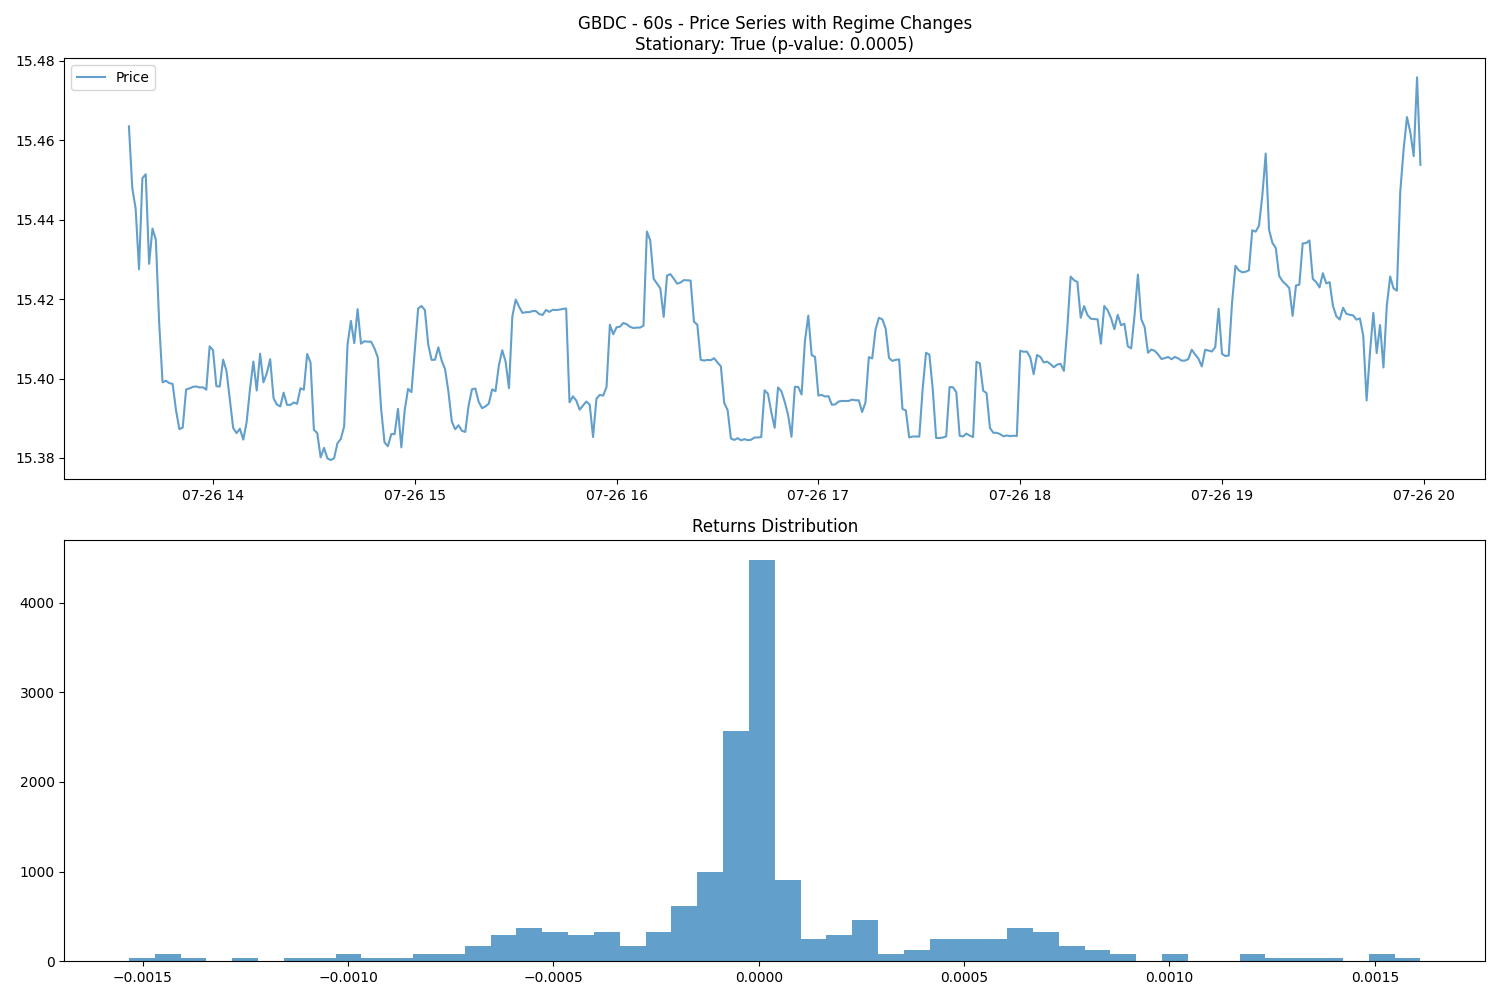 GBDC - 60s - Price Series with Regime Changes
Stationary: True (p-value: 0.0005)
Price
15.48
15.46
15.44
15.42
15.40
15.38
07-26 14 07-26 15 07-26 16 07-26 17 07-26 18 07-26 19 07-26 20
Returns Distribution
4000
3000
2000
1000
0
−0.0015 −0.0010 −0.0005 0.0000 0.0005 0.0010 0.0015